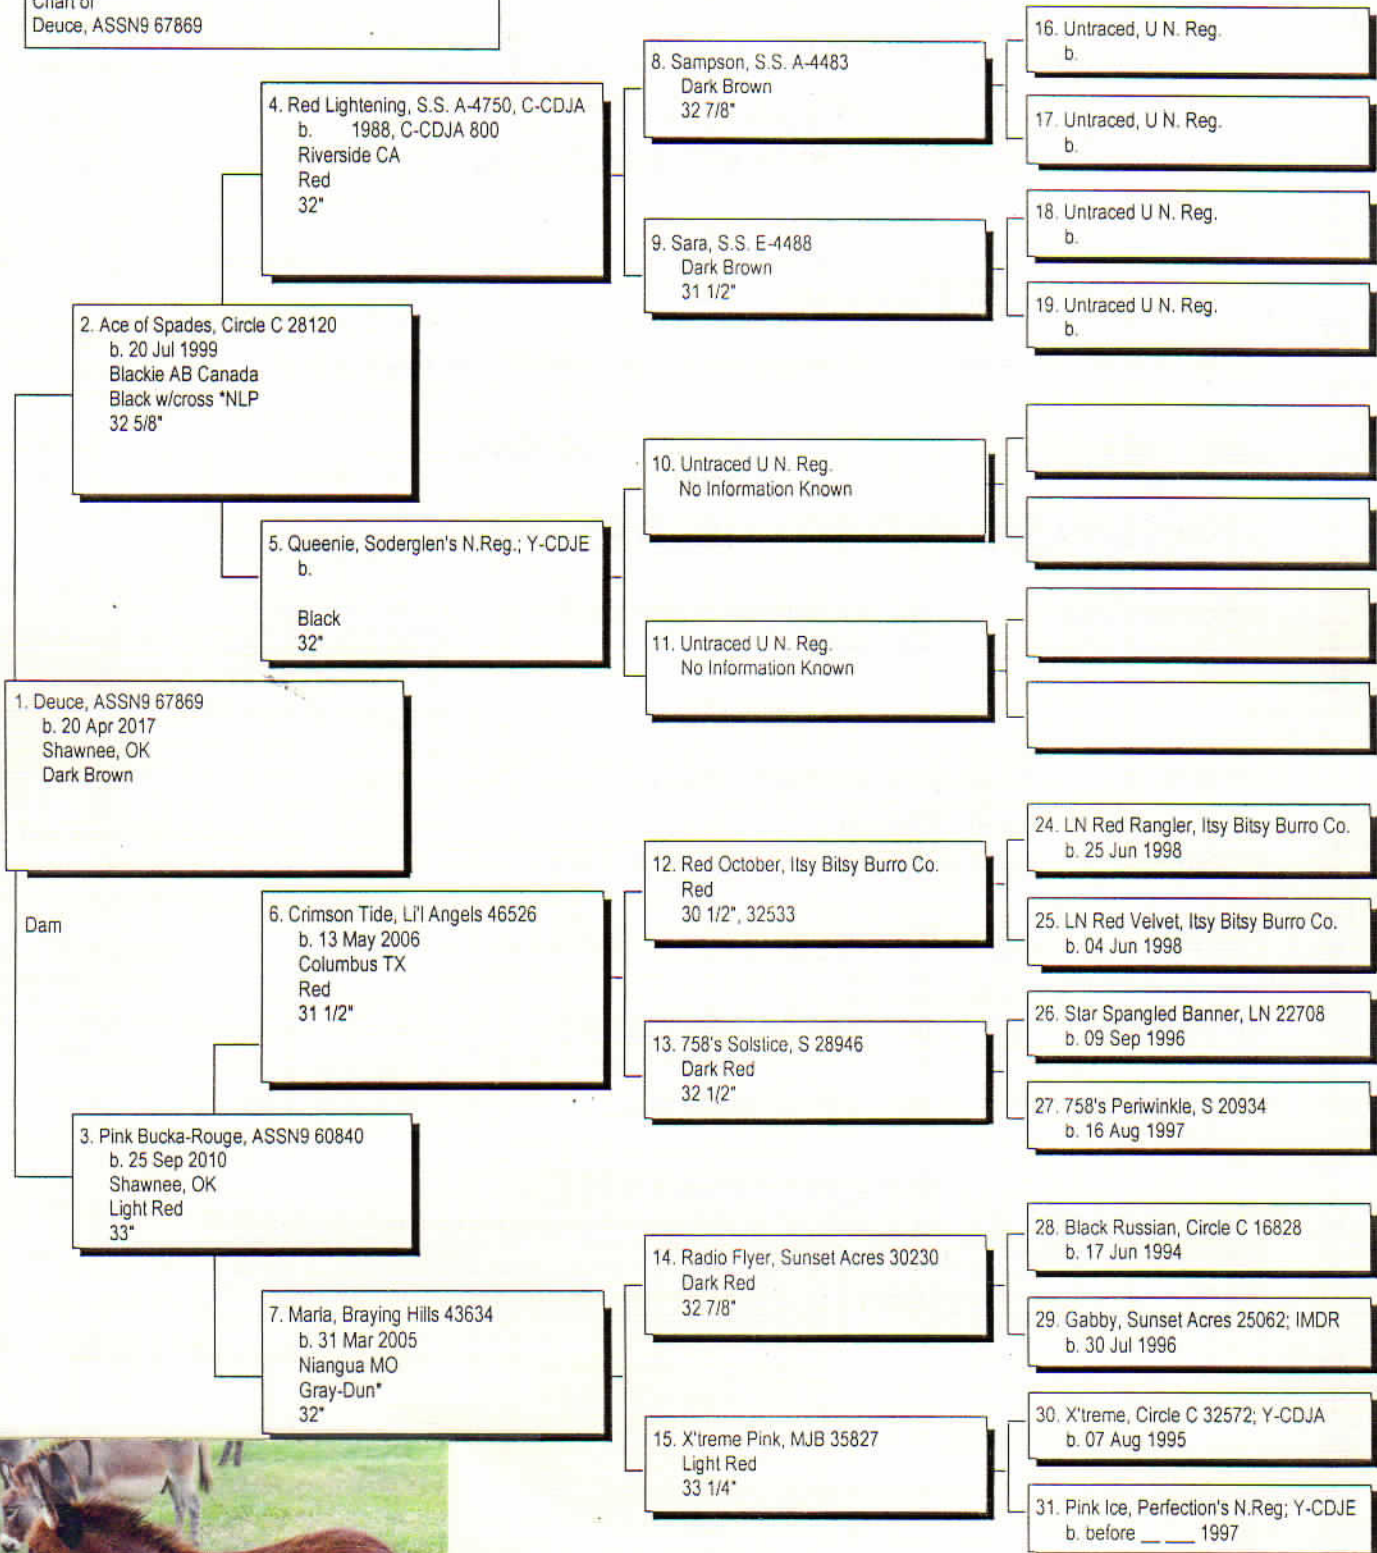 Chart of
Deuce, ASSN9 67869
1. Deuce, ASSN9 67869
b. 20 Apr 2017
Shawnee, OK
Dark Brown
Dam
2. Ace of Spades, Circle C 28120
b. 20 Jul 1999
Blackie AB Canada
Black w/cross *NLP
32 5/8"
3. Pink Bucka-Rouge, ASSN9 60840
b. 25 Sep 2010
Shawnee, OK
Light Red
33"
4. Red Lightening, S.S. A-4750, C-CDJA
b. 1988, C-CDJA 800
Riverside CA
Red
32"
5. Queenie, Soderglen's N.Reg.; Y-CDJE
b.
Black
32"
6. Crimson Tide, Li'l Angels 46526
b. 13 May 2006
Columbus TX
Red
31 1/2"
7. Maria, Braying Hills 43634
b. 31 Mar 2005
Niangua MO
Gray-Dun*
32"
8. Sampson, S.S. A-4483
Dark Brown
32 7/8"
9. Sara, S.S. E-4488
Dark Brown
31 1/2"
10. Untraced U N. Reg.
No Information Known
11. Untraced U N. Reg.
No Information Known
12. Red October, Itsy Bitsy Burro Co.
Red
30 1/2", 32533
13. 758's Solstice, S 28946
Dark Red
32 1/2"
14. Radio Flyer, Sunset Acres 30230
Dark Red
32 7/8"
15. X'treme Pink, MJB 35827
Light Red
33 1/4"
16. Untraced, U N. Reg.
b.
17. Untraced, U N. Reg.
b.
18. Untraced U N. Reg.
b.
19. Untraced U N. Reg.
b.
24. LN Red Rangler, Itsy Bitsy Burro Co.
b. 25 Jun 1998
25. LN Red Velvet, Itsy Bitsy Burro Co.
b. 04 Jun 1998
26. Star Spangled Banner, LN 22708
b. 09 Sep 1996
27. 758's Periwinkle, S 20934
b. 16 Aug 1997
28. Black Russian, Circle C 16828
b. 17 Jun 1994
29. Gabby, Sunset Acres 25062; IMDR
b. 30 Jul 1996
30. X'treme, Circle C 32572; Y-CDJA
b. 07 Aug 1995
31. Pink Ice, Perfection's N.Reg; Y-CDJE
b. before __ ___ 1997